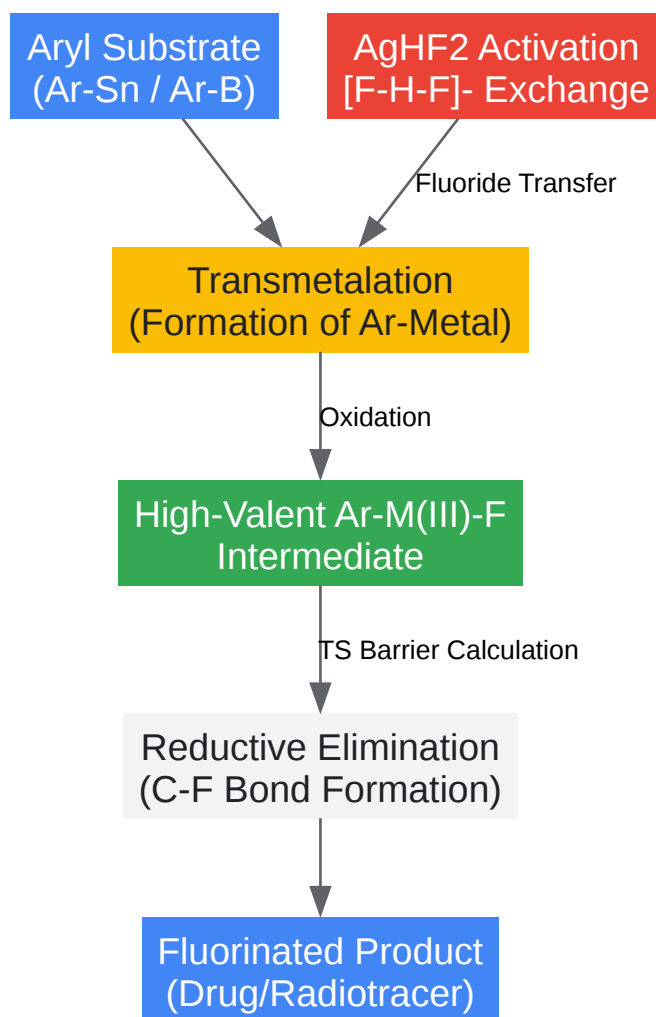 Aryl Substrate
(Ar-Sn / Ar-B)
AgHF2 Activation
[F-H-F]- Exchange
Fluoride Transfer
Transmetalation
(Formation of Ar-Metal)
Oxidation
High-Valent Ar-M(III)-F
Intermediate
TS Barrier Calculation
Reductive Elimination
(C-F Bond Formation)
Fluorinated Product
(Drug/Radiotracer)